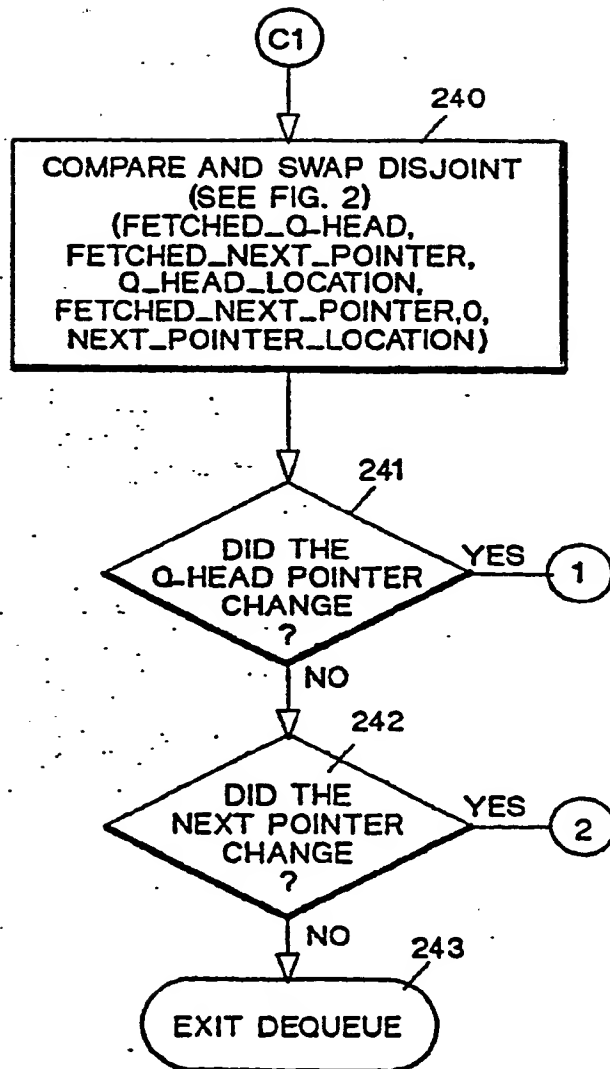 C1
240
COMPARE AND SWAP DISJOINT
(SEE FIG. 2)
(FETCHED_Q_HEAD,
FETCHED_NEXT_POINTER,
Q_HEAD_LOCATION,
FETCHED_NEXT_POINTER,0,
NEXT_POINTER_LOCATION)
241
DID THE
Q_HEAD POINTER
CHANGE
?
YES
1
NO
242
DID THE
NEXT POINTER
CHANGE
?
YES
2
NO
243
EXIT DEQUEUE